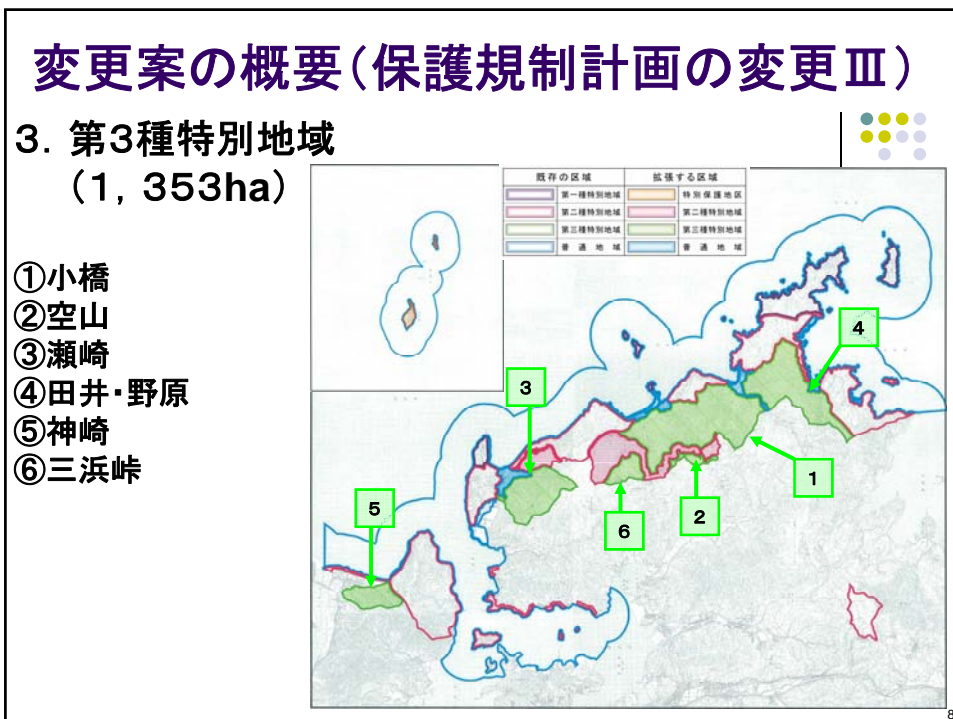 変更案の概要（保護規制計画の変更Ⅲ）
３．第３種特別地域
（１，３５３ha）
①小橋
②空山
③瀬崎
④田井・野原
⑤神崎
⑥三浜峠
既存の区域 拡張する区域
第一種特別地域 特別保護地区
第二種特別地域 第二種特別地域
第三種特別地域 第三種特別地域
普通地域 普通地域
4
3
1
5
2
6
8